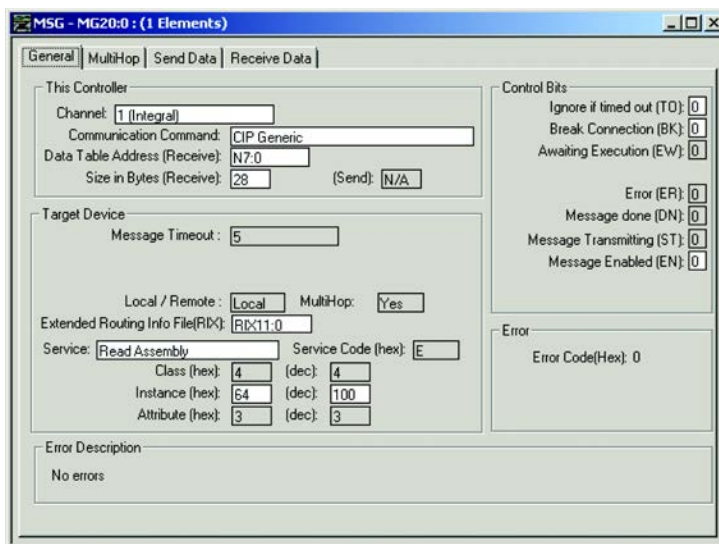 MSG - MG20:0 : (1 Elements)
General MultiHop Send Data Receive Data
This Controller
Channel: 1 (Integral)
Communication Command: CIP Generic
Data Table Address (Receive): N7:0
Size in Bytes (Receive): 28 (Send): N/A
Target Device
Message Timeout : 5
Local / Remote : Local MultiHop: Yes
Extended Routing Info File(RIX): RIX11:0
Service: Read Assembly Service Code (hex): E
Class (hex): 4 (dec): 4
Instance (hex): 64 (dec): 100
Attribute (hex): 3 (dec): 3
Control Bits
Ignore if timed out (TO): 0
Break Connection (BK): 0
Awaiting Execution (EW): 0
Error (ER): 0
Message done (DN): 0
Message Transmitting (ST): 0
Message Enabled (EN): 0
Error
Error Code(Hex): 0
Error Description
No errors